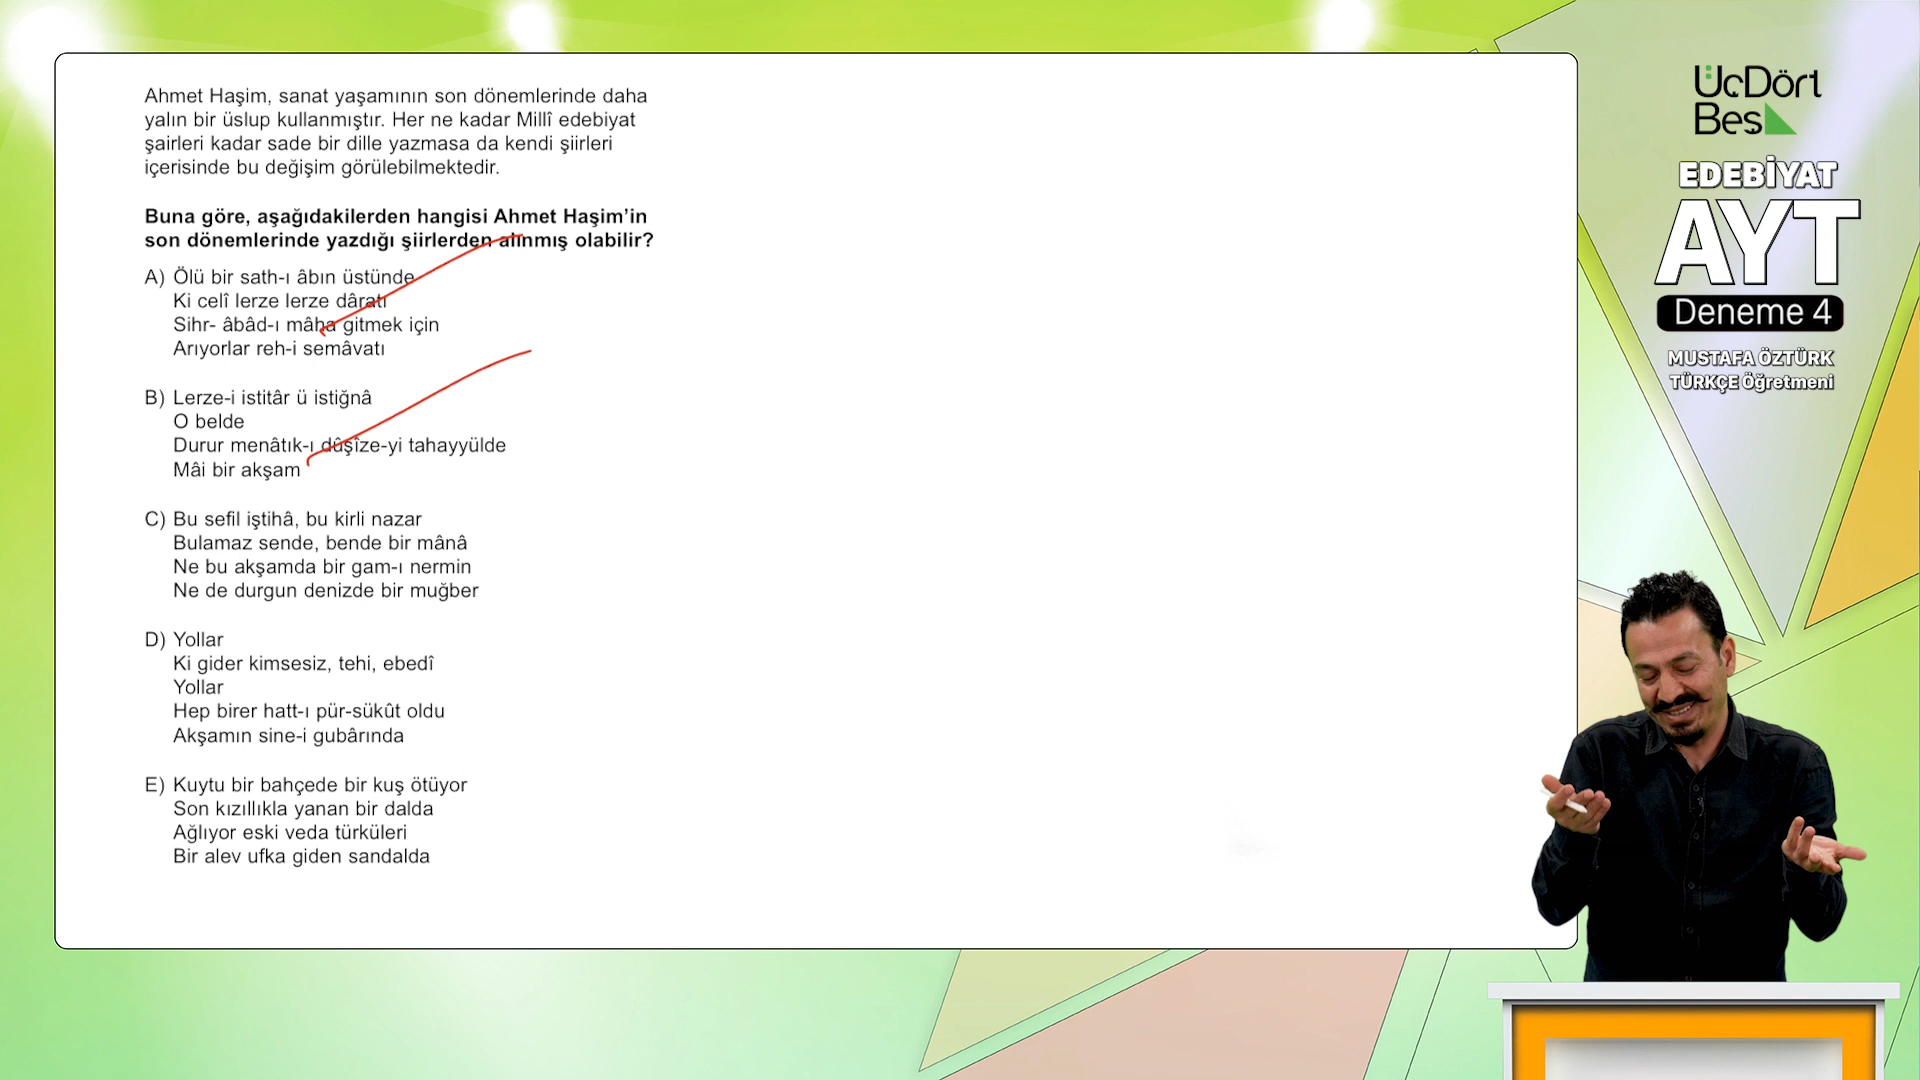 Ahmet Haşim, sanat yaşamının son dönemlerinde daha
yalın bir üslup kullanmıştır. Her ne kadar Millî edebiyat
şairleri kadar sade bir dille yazmasa da kendi şiirleri
içerisinde bu değişim görülebilmektedir.
Buna göre, aşağıdakilerden hangisi Ahmet Haşim’in
son dönemlerinde yazdığı şiirlerden alınmış olabilir?
A) Ölü bir sath-ı âbın üstünde
Ki celî lerze lerze dâratı
Sihr- âbâd-ı mâha gitmek için
Arıyorlar reh-i semâvatı
B) Lerze-i istitâr ü istiğnâ
O belde
Durur menâtık-ı dûşîze-yi tahayyülde
Mâi bir akşam
C) Bu sefil iştihâ, bu kirli nazar
Bulamaz sende, bende bir mânâ
Ne bu akşamda bir gam-ı nermin
Ne de durgun denizde bir muğber
D) Yollar
Ki gider kimsesiz, tehi, ebedî
Yollar
Hep birer hatt-ı pür-sükût oldu
Akşamın sine-i gubârında
E) Kuytu bir bahçede bir kuş ötüyor
Son kızıllıkla yanan bir dalda
Ağlıyor eski veda türküleri
Bir alev ufka giden sandalda
ÜçDört
Beş
EDEBİYAT
AYT
Deneme 4
MUSTAFA ÖZTÜRK
TÜRKÇE Öğretmeni